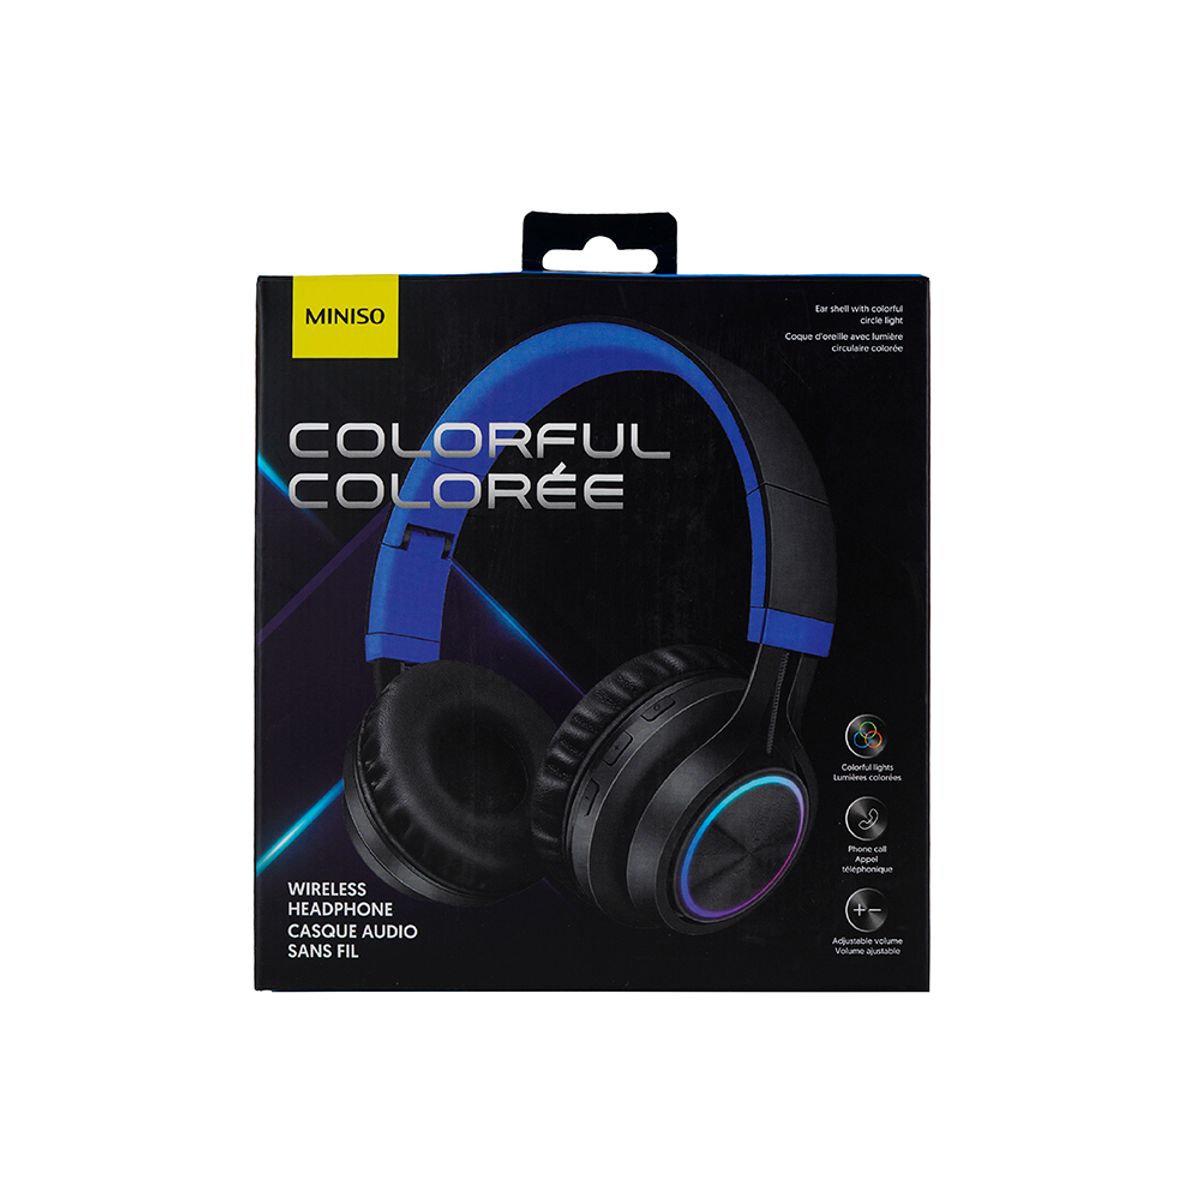 MINISO
Ear shell with colorful
circle light
Coque d'oreille avec lumière
circulaire colorée
COLORFUL
COLORÉE
Colorful lights
Lumières colorées
Phone call
Appel
téléphonique
Adjustable volume
Volume ajustable
WIRELESS
HEADPHONE
CASQUE AUDIO
SANS FIL